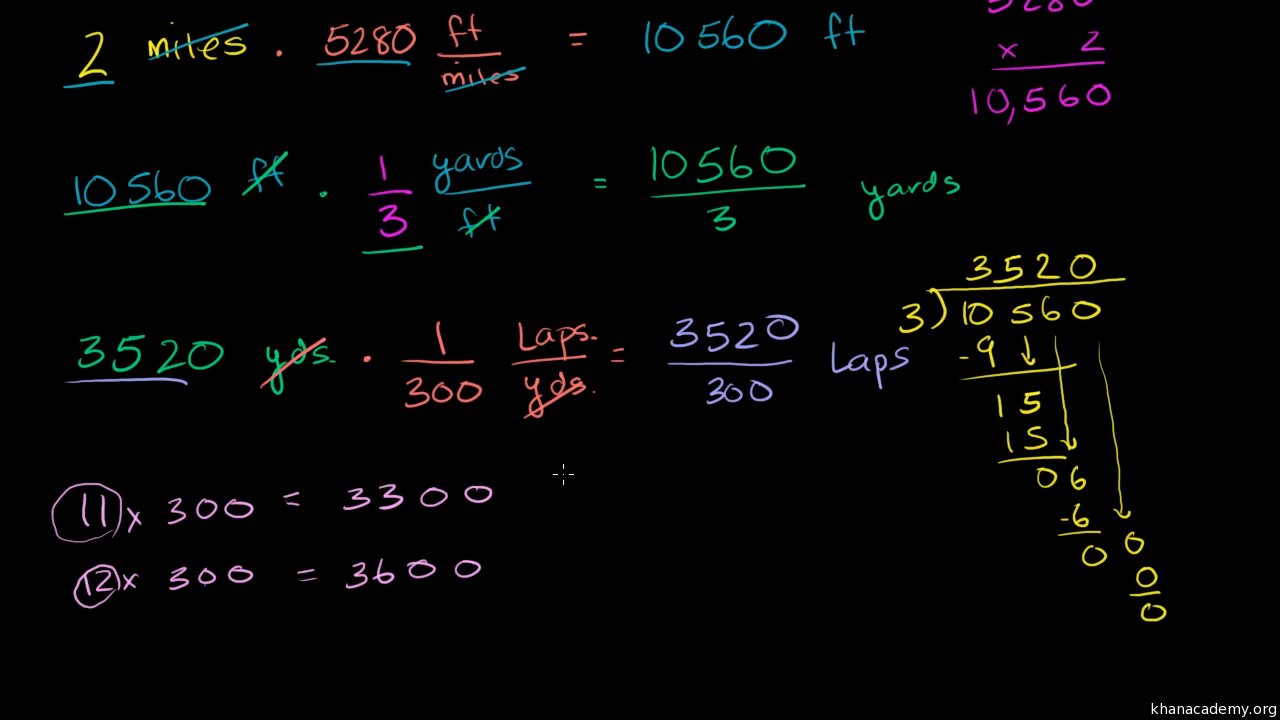 2 miles · 5280 ft/miles = 10560 ft
5280
x 2
10,560
10560 ft · 1/3 yards/ft = 10560/3 yards
3520 yds. · 1/300 Laps./yds. = 3520/300 Laps
3520
3)10560
-9
15
15
06
-6
00
0
0
11 x 300 = 3300
12 x 300 = 3600
khanacademy.org